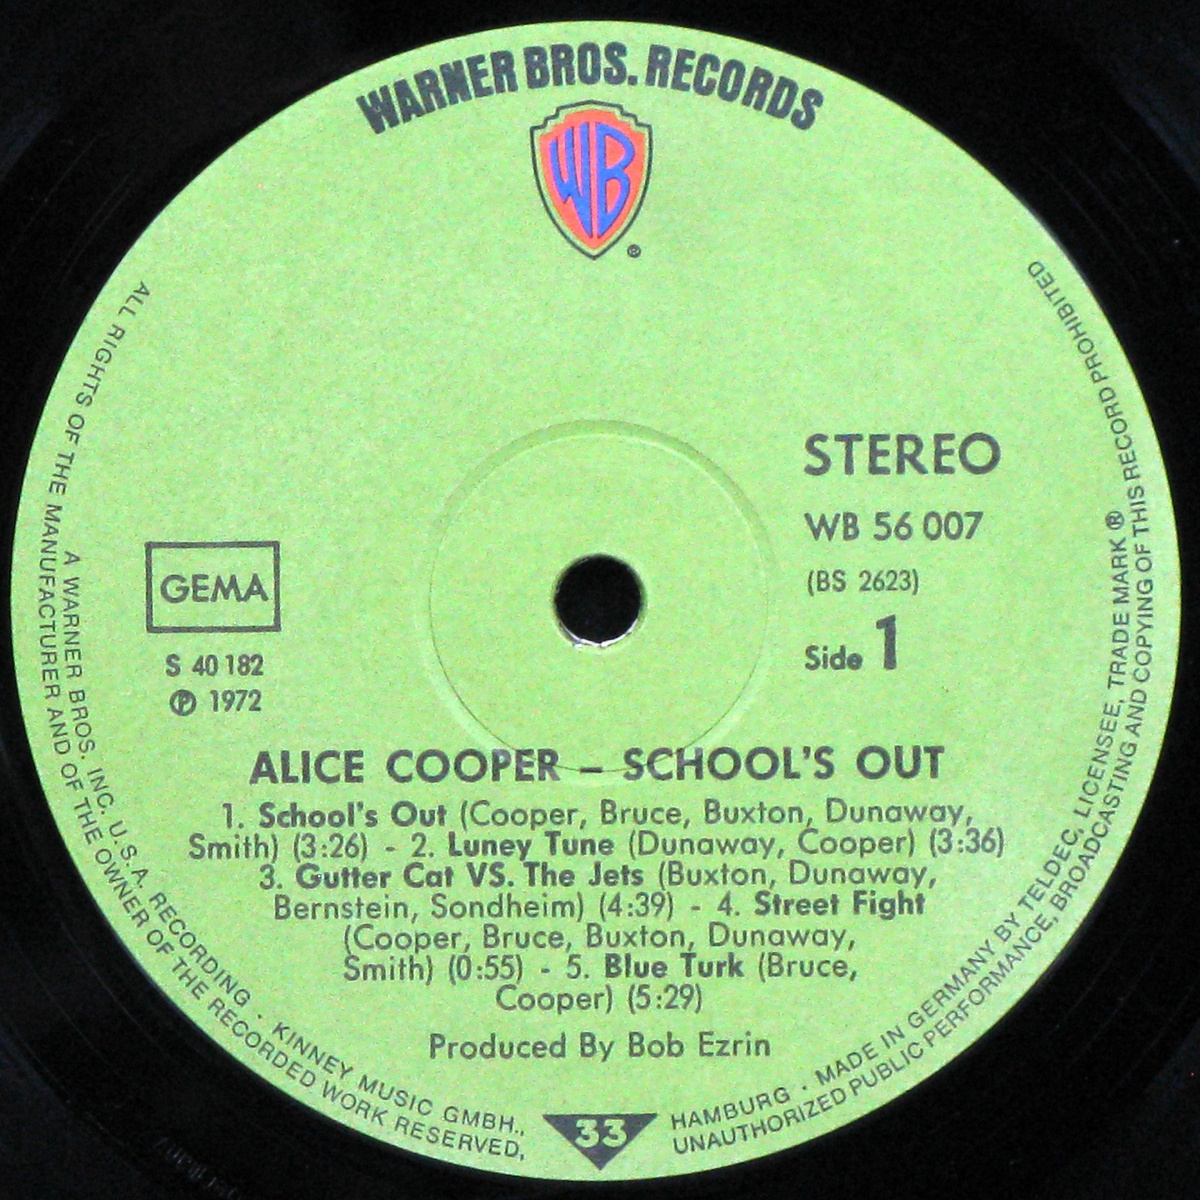 WARNER BROS. RECORDS
WB
®
STEREO
WB 56 007
(BS 2623)
Side 1
GEMA
S 40 182
Ⓟ 1972
ALICE COOPER – SCHOOL'S OUT
1. School's Out (Cooper, Bruce, Buxton, Dunaway,
Smith) (3:26) - 2. Luney Tune (Dunaway, Cooper) (3:36)
3. Gutter Cat VS. The Jets (Buxton, Dunaway,
Bernstein, Sondheim) (4:39) - 4. Street Fight
(Cooper, Bruce, Buxton, Dunaway,
Smith) (0:55) - 5. Blue Turk (Bruce,
Cooper) (5:29)
Produced By Bob Ezrin
33
A WARNER BROS. INC. U.S.A. RECORDING · KINNEY MUSIC GMBH., HAMBURG · MADE IN GERMANY BY TELDEC, LICENSEE, TRADE MARK ®
ALL RIGHTS OF THE MANUFACTURER AND OF THE OWNER OF THE RECORDED WORK RESERVED, UNAUTHORIZED PUBLIC PERFORMANCE, BROADCASTING AND COPYING OF THIS RECORD PROHIBITED